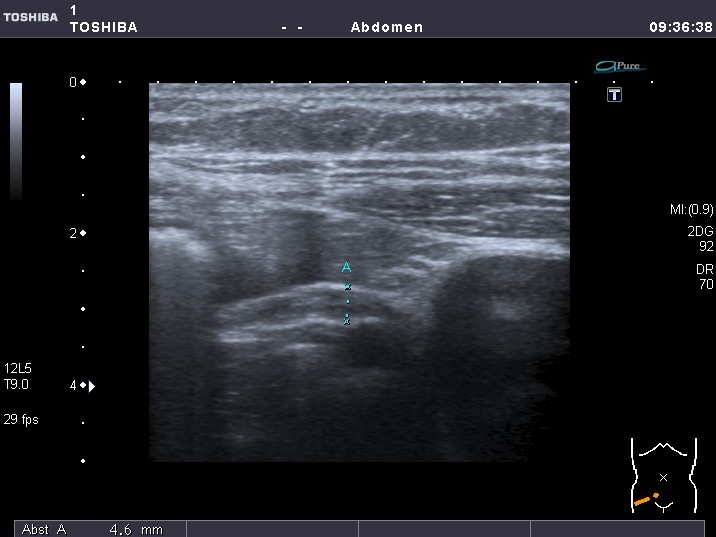 TOSHIBA
1
TOSHIBA - - Abdomen 09:36:38
Pure
T
0
2
4
A
MI:(0.9)
2DG
92
DR
70
12L5
T9.0
29 fps
Abst A 4.6 mm